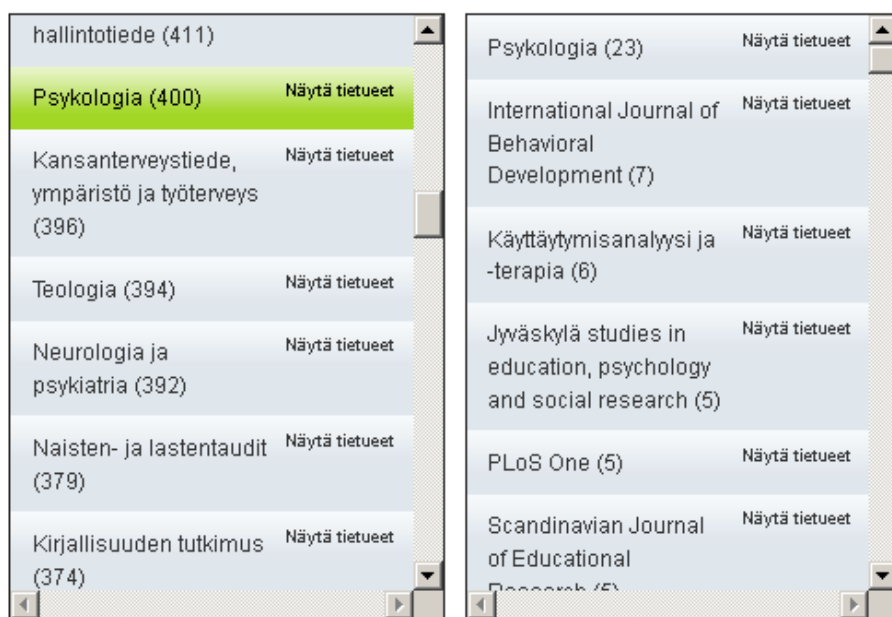 hallintotiede (411)
Psykologia (400) Näytä tietueet
Kansanterveystiede, Näytä tietueet
ympäristö ja työterveys
(396)
Teologia (394) Näytä tietueet
Neurologia ja Näytä tietueet
psykiatria (392)
Naisten- ja lastentaudit Näytä tietueet
(379)
Kirjallisuuden tutkimus Näytä tietueet
(374)
Psykologia (23) Näytä tietueet
International Journal of Näytä tietueet
Behavioral
Development (7)
Käyttäytymisanalyysi ja Näytä tietueet
-terapia (6)
Jyväskylä studies in Näytä tietueet
education, psychology
and social research (5)
PLoS One (5) Näytä tietueet
Scandinavian Journal Näytä tietueet
of Educational
Research (5)